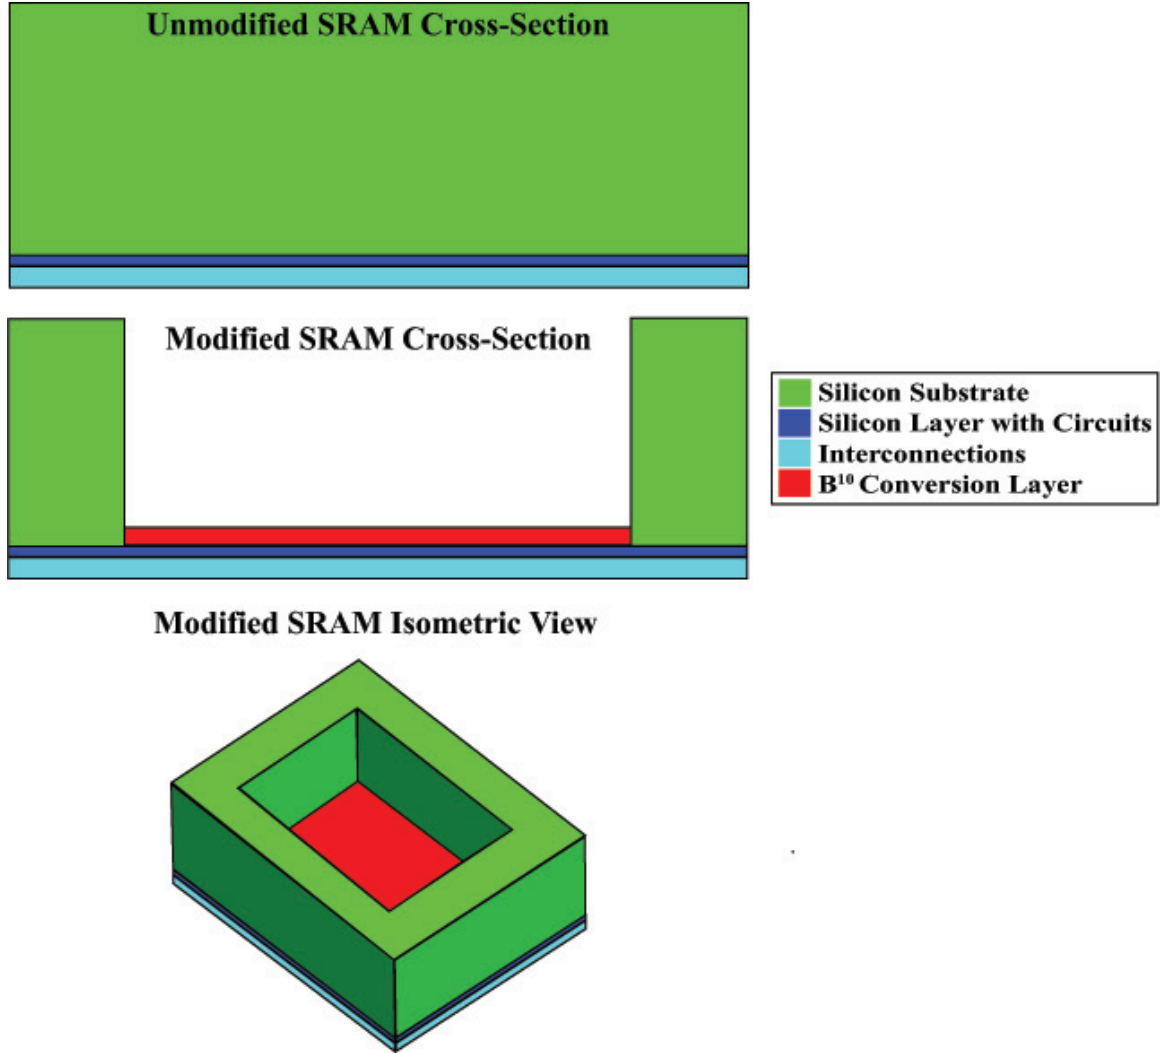 Unmodified SRAM Cross-Section
Modified SRAM Cross-Section
Silicon Substrate
Silicon Layer with Circuits
Interconnections
B¹⁰ Conversion Layer
Modified SRAM Isometric View